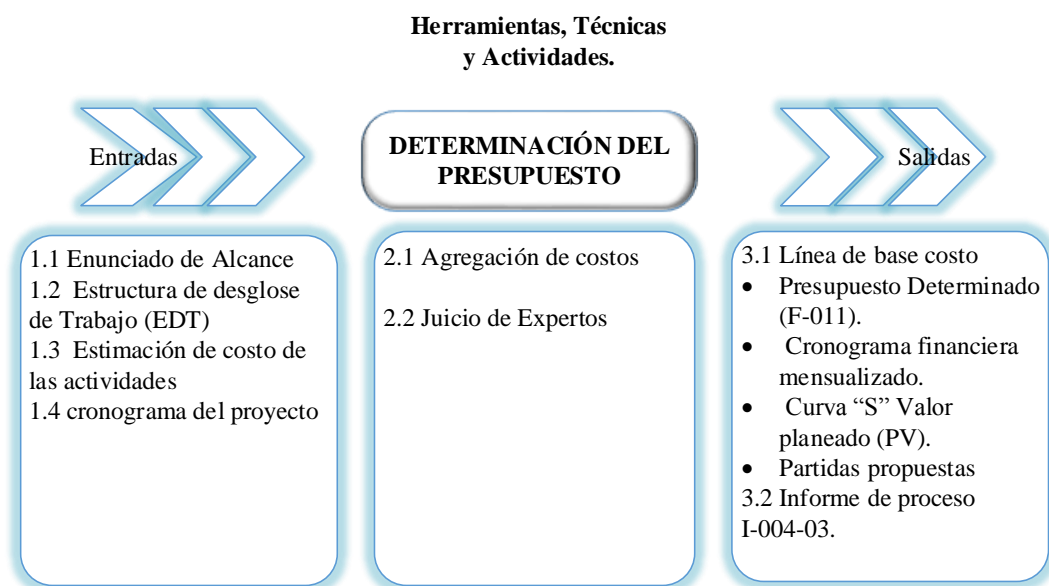 Herramientas, Técnicas
y Actividades.
Entradas
DETERMINACIÓN DEL
PRESUPUESTO
Salidas
1.1 Enunciado de Alcance
1.2 Estructura de desglose
de Trabajo (EDT)
1.3 Estimación de costo de
las actividades
1.4 cronograma del proyecto
2.1 Agregación de costos
2.2 Juicio de Expertos
3.1 Línea de base costo
• Presupuesto Determinado
(F-011).
• Cronograma financiera
mensualizado.
• Curva “S” Valor
planeado (PV).
• Partidas propuestas
3.2 Informe de proceso
I-004-03.